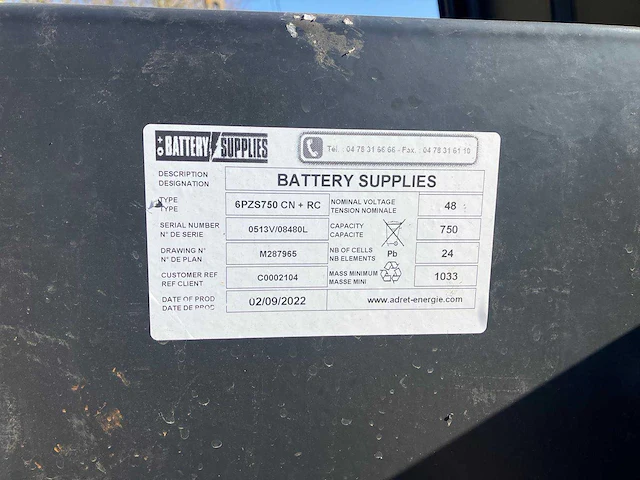 BATTERY SUPPLIES
Tel. : 04 78 31 66 66 - Fax. : 04 78 31 61 10
DESCRIPTION
DESIGNATION
BATTERY SUPPLIES
TYPE
TYPE
6PZS750 CN + RC
NOMINAL VOLTAGE
TENSION NOMINALE
48
SERIAL NUMBER
N° DE SERIE
0513V/08480L
CAPACITY
CAPACITE
750
DRAWING N°
N° DE PLAN
M287965
NB OF CELLS
NB ELEMENTS
Pb
24
CUSTOMER REF
REF CLIENT
C0002104
MASS MINIMUM
MASSE MINI
1033
DATE OF PROD
DATE DE PROD
02/09/2022
www.adret-energie.com